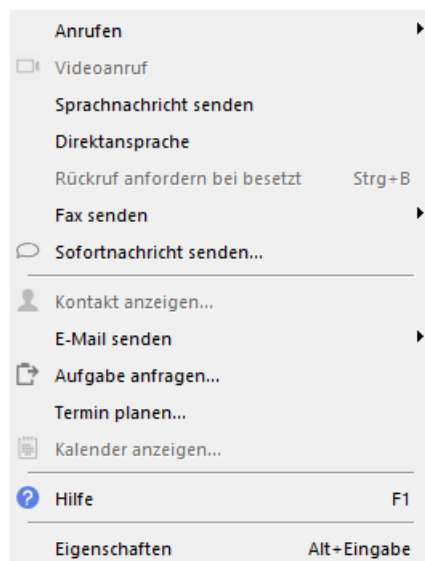 Anrufen
Videoanruf
Sprachnachricht senden
Direktansprache
Rückruf anfordern bei besetzt Strg+B
Fax senden
Sofortnachricht senden...
Kontakt anzeigen...
E-Mail senden
Aufgabe anfragen...
Termin planen...
Kalender anzeigen...
Hilfe F1
Eigenschaften Alt+Eingabe